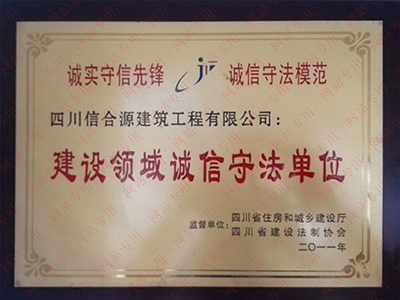 诚实守信先锋 诚信守法模范
四川信合源建筑工程有限公司：
建设领域诚信守法单位
监督单位：四川省住房和城乡建设厅
四川省建设法制协会
二〇一一年